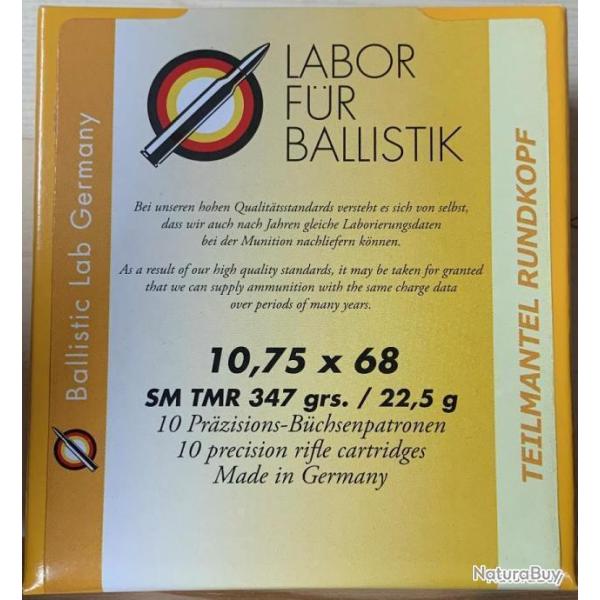 Ballistic Lab Germany
LABOR
FÜR
BALLISTIK
Bei unseren hohen Qualitätsstandards versteht es sich von selbst,
dass wir auch nach Jahren gleiche Laborierungsdaten
bei der Munition nachliefern können.
As a result of our high quality standards, it may be taken for granted
that we can supply ammunition with the same charge data
over periods of many years.
10,75 x 68
SM TMR 347 grs. / 22,5 g
10 Präzisions-Büchsenpatronen
10 precision rifle cartridges
Made in Germany
TEILMANTEL RUNDKOPF
NaturaBuy